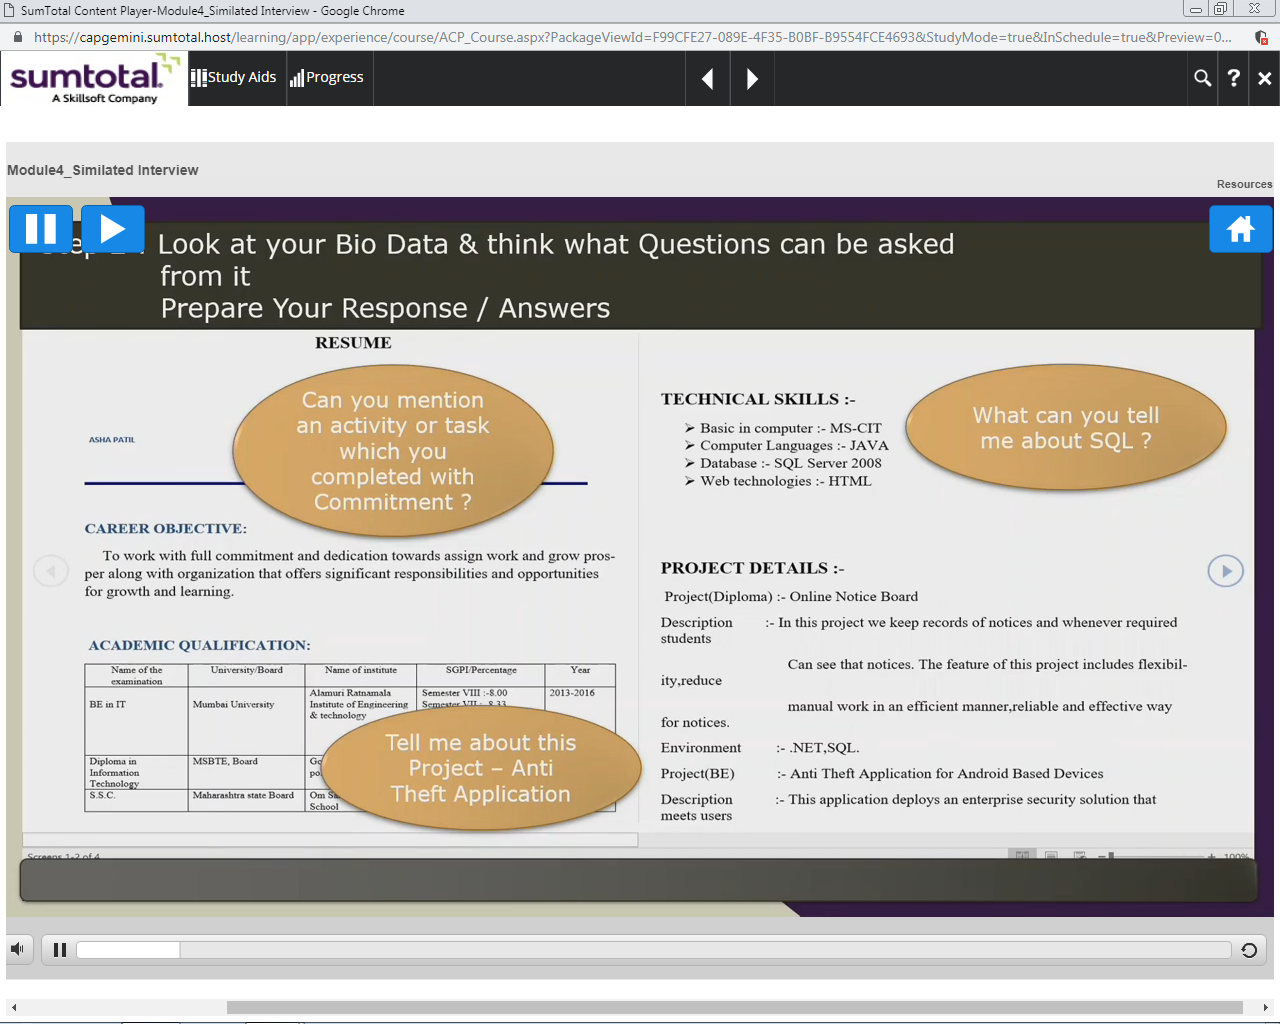 SumTotal Content Player-Module4_Similated Interview - Google Chrome
https://capgemini.sumtotal.host/learning/app/experience/course/ACP_Course.aspx?PackageViewId=F99CFE27-089E-4F35-B0BF-B9554FCE4693&StudyMode=true&InSchedule=true&Preview=0...
sumtotal.
A Skillsoft Company
Study Aids
Progress
?
Module4_Similated Interview
Resources
Look at your Bio Data & think what Questions can be asked
from it
Prepare Your Response / Answers
RESUME
Can you mention
an activity or task
which you
completed with
Commitment ?
ASHA PATIL
CAREER OBJECTIVE:
To work with full commitment and dedication towards assign work and grow pros-
per along with organization that offers significant responsibilities and opportunities
for growth and learning.
ACADEMIC QUALIFICATION:
Name of the examination University/Board Name of institute SGPI/Percentage Year
BE in IT Mumbai University Alamuri Ratnamala Institute of Engineering & technology Semester VIII :-8.00 2013-2016
Semester VII :- 8.33
Diploma in Information Technology MSBTE, Board
S.S.C. Maharashtra state Board Om School
Tell me about this
Project – Anti
Theft Application
TECHNICAL SKILLS :-
➢ Basic in computer :- MS-CIT
➢ Computer Languages :- JAVA
➢ Database :- SQL Server 2008
➢ Web technologies :- HTML
What can you tell
me about SQL ?
PROJECT DETAILS :-
Project(Diploma) :- Online Notice Board
Description :- In this project we keep records of notices and whenever required
students
Can see that notices. The feature of this project includes flexibil-
ity,reduce
manual work in an efficient manner,reliable and effective way
for notices.
Environment :- .NET,SQL.
Project(BE) :- Anti Theft Application for Android Based Devices
Description :- This application deploys an enterprise security solution that
meets users
Screens 1-2 of 4
100%